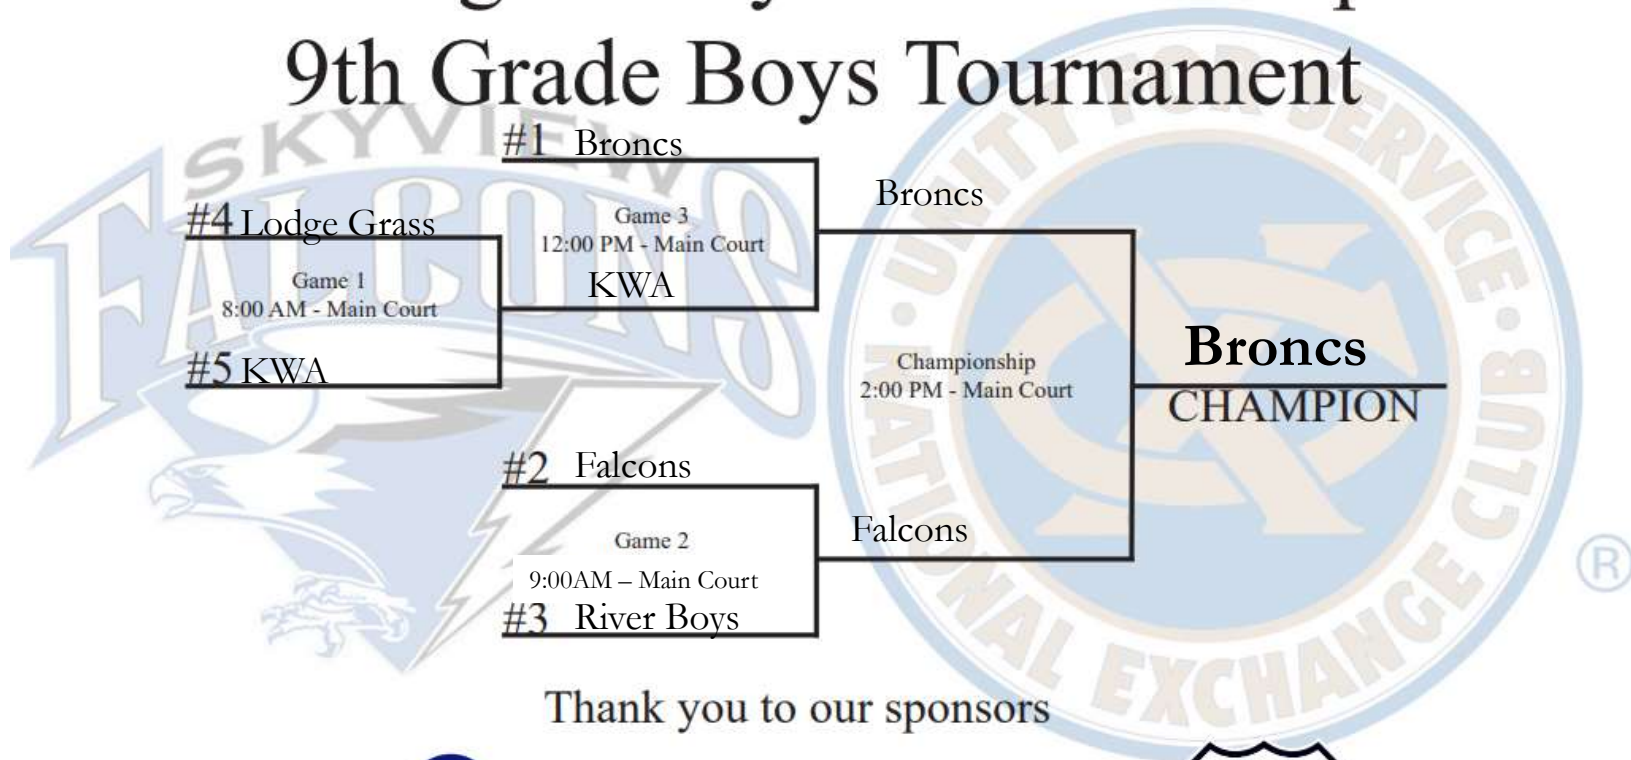 9th Grade Boys Tournament
SKYVIEW
FALCONS
#1 Broncs
#4 Lodge Grass
Game 3
12:00 PM - Main Court
KWA
Game 1
8:00 AM - Main Court
#5 KWA
Broncs
Championship
2:00 PM - Main Court
Broncs
CHAMPION
#2 Falcons
Game 2
9:00AM – Main Court
#3 River Boys
Falcons
UNITY FOR SERVICE
NATIONAL EXCHANGE CLUB
®
Thank you to our sponsors